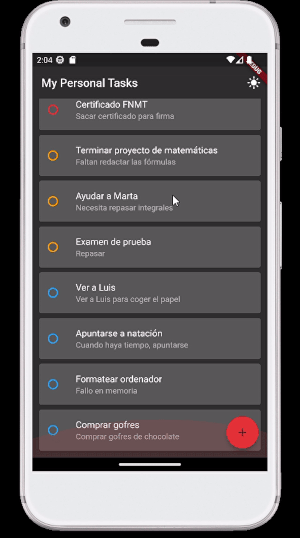 2:04
DEBUG
My Personal Tasks
Certificado FNMT
Sacar certificado para firma
Terminar proyecto de matemáticas
Faltan redactar las fórmulas
Ayudar a Marta
Necesita repasar integrales
Examen de prueba
Repasar
Ver a Luis
Ver a Luis para coger el papel
Apuntarse a natación
Cuando haya tiempo, apuntarse
Formatear ordenador
Fallo en memoria
Comprar gofres
Comprar gofres de chocolate